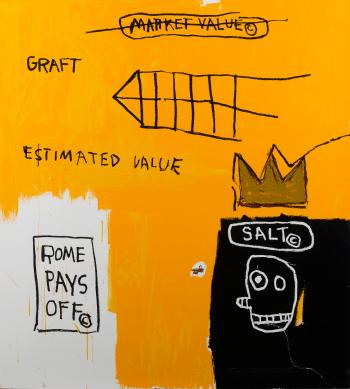 MARKET VALUE©
GRAFT
E$TIMATED VALUE
SALT©
ROME
PAYS
OFF©